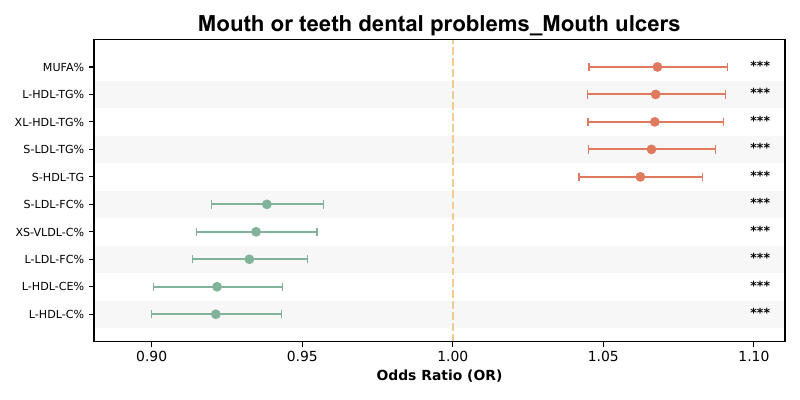 Mouth or teeth dental problems_Mouth ulcers
MUFA% ***
L-HDL-TG% ***
XL-HDL-TG% ***
S-LDL-TG% ***
S-HDL-TG ***
S-LDL-FC% ***
XS-VLDL-C% ***
L-LDL-FC% ***
L-HDL-CE% ***
L-HDL-C% ***
0.90 0.95 1.00 1.05 1.10
Odds Ratio (OR)